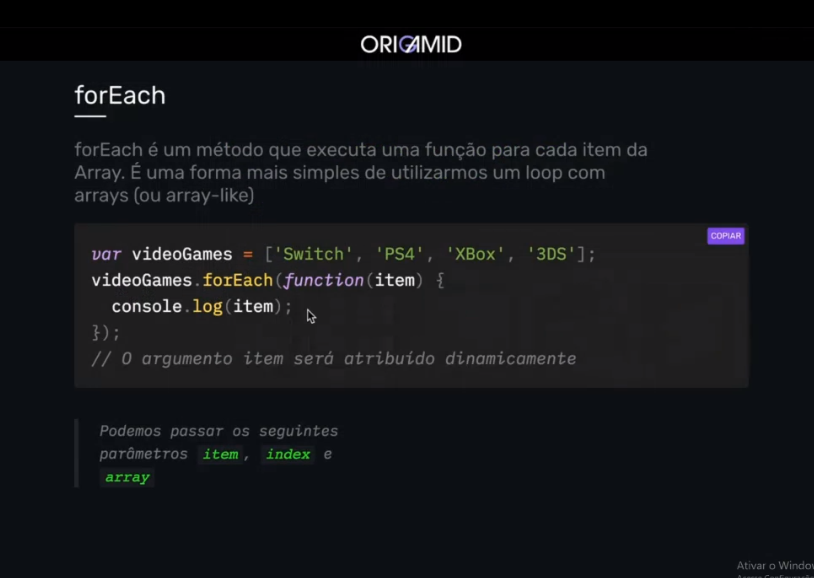 ORIGAMID
forEach
forEach é um método que executa uma função para cada item da
Array. É uma forma mais simples de utilizarmos um loop com
arrays (ou array-like)
COPIAR
var videoGames = ['Switch', 'PS4', 'XBox', '3DS'];
videoGames.forEach(function(item) {
  console.log(item);
});
// O argumento item será atribuído dinamicamente
Podemos passar os seguintes
parâmetros item, index e
array
Ativar o Window